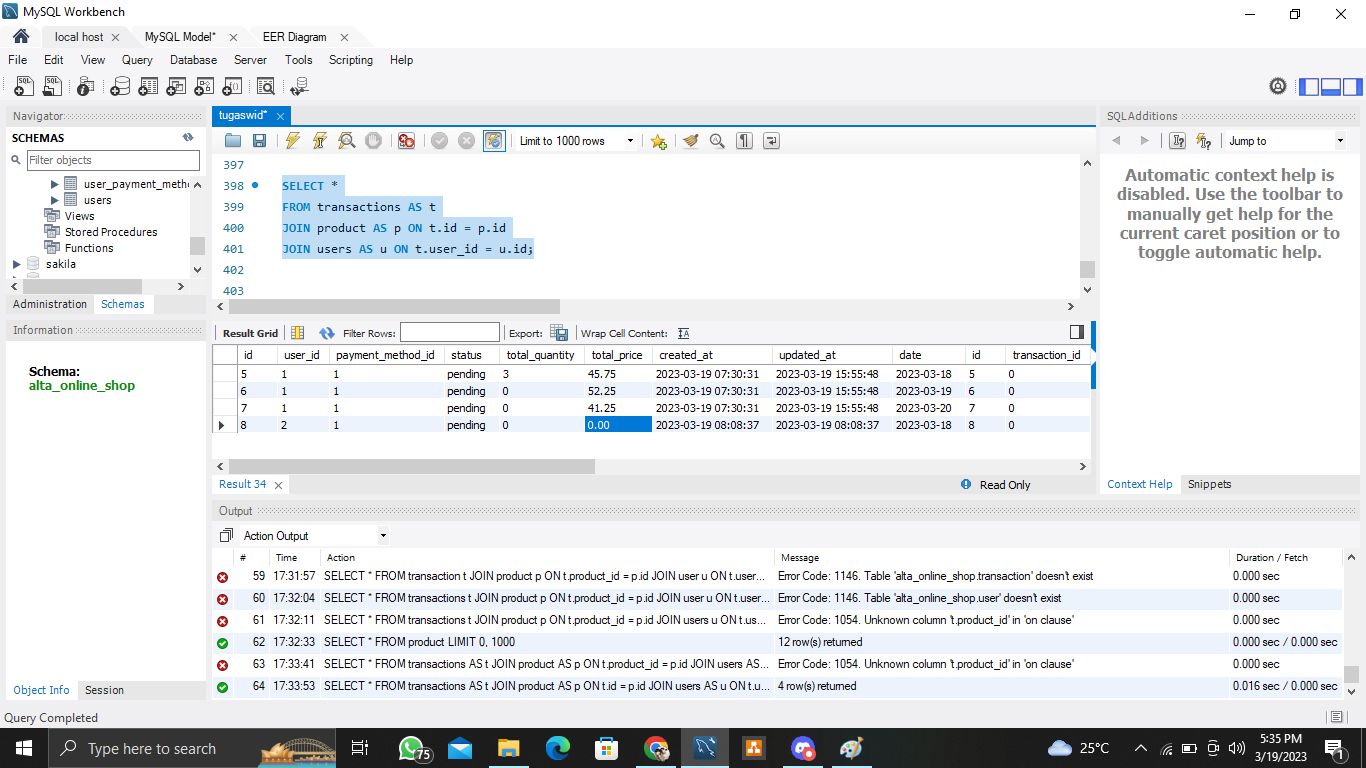 MySQL Workbench
local host
MySQL Model*
EER Diagram
File Edit View Query Database Server Tools Scripting Help
Navigator
SCHEMAS
Filter objects
user_payment_meth
users
Views
Stored Procedures
Functions
sakila
Administration Schemas
Information
Schema:
alta_online_shop
Object Info Session
tugaswid*
Limit to 1000 rows
397
398 SELECT *
399 FROM transactions AS t
400 JOIN product AS p ON t.id = p.id
401 JOIN users AS u ON t.user_id = u.id;
402
403
Result Grid Filter Rows: Export: Wrap Cell Content:
id user_id payment_method_id status total_quantity total_price created_at updated_at date id transaction_id
5 1 1 pending 3 45.75 2023-03-19 07:30:31 2023-03-19 15:55:48 2023-03-18 5 0
6 1 1 pending 0 52.25 2023-03-19 07:30:31 2023-03-19 15:55:48 2023-03-19 6 0
7 1 1 pending 0 41.25 2023-03-19 07:30:31 2023-03-19 15:55:48 2023-03-20 7 0
8 2 1 pending 0 0.00 2023-03-19 08:08:37 2023-03-19 08:08:37 2023-03-18 8 0
Result 34
Read Only
SQLAdditions
Jump to
Automatic context help is
disabled. Use the toolbar to
manually get help for the
current caret position or to
toggle automatic help.
Context Help Snippets
Output
Action Output
# Time Action Message Duration / Fetch
59 17:31:57 SELECT * FROM transaction t JOIN product p ON t.product_id = p.id JOIN user u ON t.user... Error Code: 1146. Table 'alta_online_shop.transaction' doesn't exist 0.000 sec
60 17:32:04 SELECT * FROM transactions t JOIN product p ON t.product_id = p.id JOIN user u ON t.user... Error Code: 1146. Table 'alta_online_shop.user' doesn't exist 0.000 sec
61 17:32:11 SELECT * FROM transactions t JOIN product p ON t.product_id = p.id JOIN users u ON t.us... Error Code: 1054. Unknown column 't.product_id' in 'on clause' 0.000 sec
62 17:32:33 SELECT * FROM product LIMIT 0, 1000 12 row(s) returned 0.000 sec / 0.000 sec
63 17:33:41 SELECT * FROM transactions AS t JOIN product AS p ON t.product_id = p.id JOIN users AS... Error Code: 1054. Unknown column 't.product_id' in 'on clause' 0.000 sec
64 17:33:53 SELECT * FROM transactions AS t JOIN product AS p ON t.id = p.id JOIN users AS u ON t.u... 4 row(s) returned 0.016 sec / 0.000 sec
Query Completed
Type here to search
75
25°C
5:35 PM
3/19/2023
1